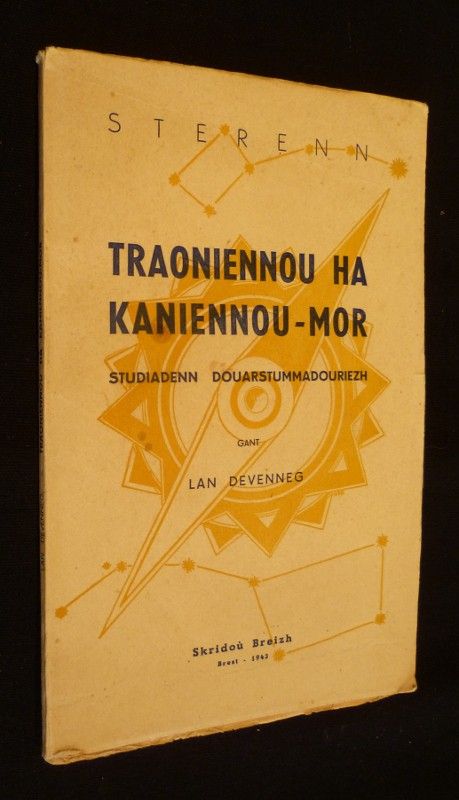 STERENN
TRAONIENNOU HA
KANIENNOU-MOR
STUDIADENN DOUARSTUMMADOURIEZH
GANT
LAN DEVENNEG
Skridoù Breizh
Brest - 1943